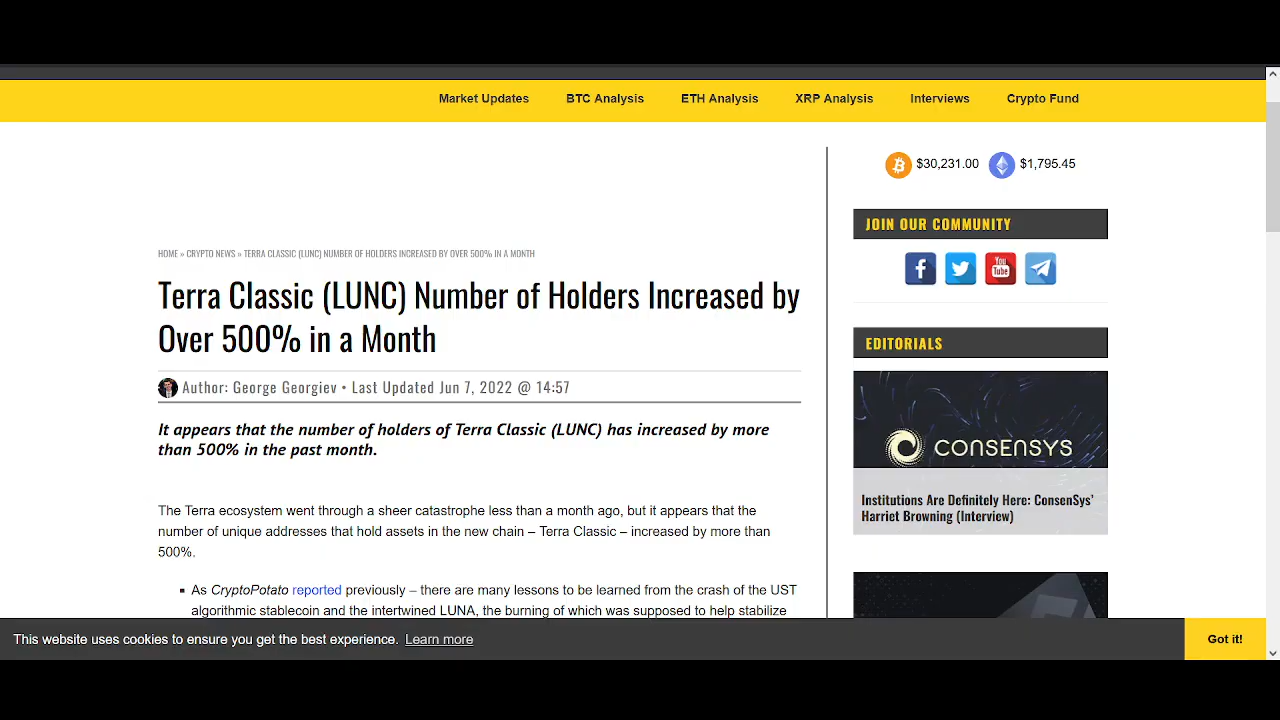 Market Updates BTC Analysis ETH Analysis XRP Analysis Interviews Crypto Fund
$30,231.00 $1,795.45
JOIN OUR COMMUNITY
You
Tube
HOME » CRYPTO NEWS » TERRA CLASSIC (LUNC) NUMBER OF HOLDERS INCREASED BY OVER 500% IN A MONTH
Terra Classic (LUNC) Number of Holders Increased by
Over 500% in a Month
Author: George Georgiev • Last Updated Jun 7, 2022 @ 14:57
It appears that the number of holders of Terra Classic (LUNC) has increased by more
than 500% in the past month.
The Terra ecosystem went through a sheer catastrophe less than a month ago, but it appears that the
number of unique addresses that hold assets in the new chain – Terra Classic – increased by more than
500%.
▪ As CryptoPotato reported previously – there are many lessons to be learned from the crash of the UST
algorithmic stablecoin and the intertwined LUNA, the burning of which was supposed to help stabilize
EDITORIALS
CONSENSYS
Institutions Are Definitely Here: ConsenSys'
Harriet Browning (Interview)
This website uses cookies to ensure you get the best experience. Learn more
Got it!